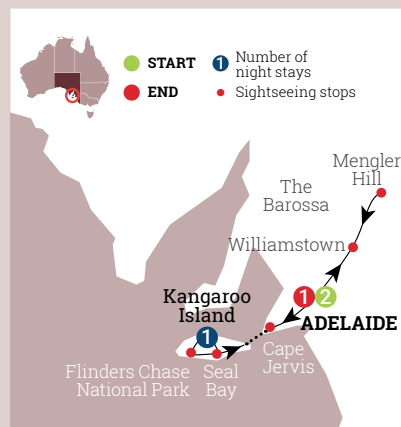 START
END
1
Number of
night stays
Sightseeing stops
Mengler
Hill
The
Barossa
Williamstown
1
2
ADELAIDE
Kangaroo
Island
1
Cape
Jervis
Flinders Chase
National Park
Seal
Bay